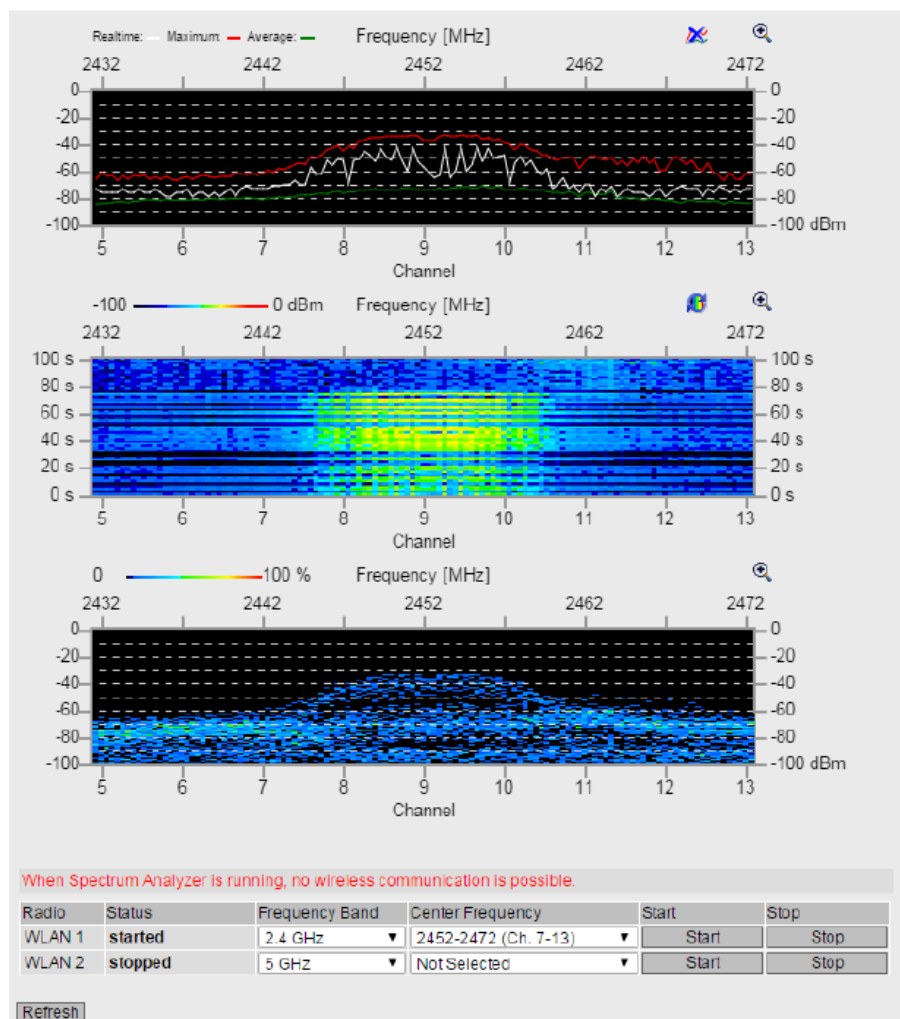 Realtime: Maximum: Average: Frequency [MHz]
2432 2442 2452 2462 2472
0 0
-20 -20
-40 -40
-60 -60
-80 -80
-100 -100 dBm
5 6 7 8 9 10 11 12 13
Channel
-100 0 dBm Frequency [MHz]
2432 2442 2452 2462 2472
100 s 100 s
80 s 80 s
60 s 60 s
40 s 40 s
20 s 20 s
0 s 0 s
5 6 7 8 9 10 11 12 13
Channel
0 100 % Frequency [MHz]
2432 2442 2452 2462 2472
0 0
-20 -20
-40 -40
-60 -60
-80 -80
-100 -100 dBm
5 6 7 8 9 10 11 12 13
Channel
When Spectrum Analyzer is running, no wireless communication is possible.
Radio Status Frequency Band Center Frequency Start Stop
WLAN 1 started 2.4 GHz 2452-2472 (Ch. 7-13) Start Stop
WLAN 2 stopped 5 GHz Not Selected Start Stop
Refresh